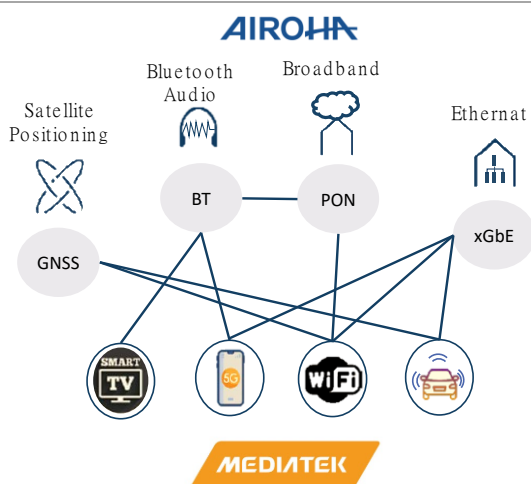 AIROHA
Bluetooth
Audio
Broadband
Satellite
Positioning
Ethernat
BT
PON
xGbE
GNSS
SMART
TV
5G
WiFi
MEDIATEK